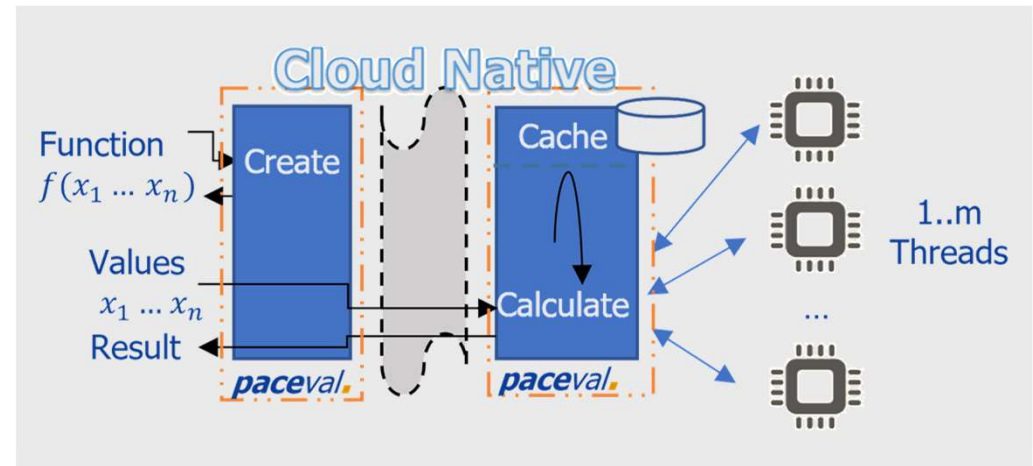 Cloud Native
Function
f(x₁ ... xₙ)
Create
Values
x₁ ... xₙ
Result
paceval.
Cache
Calculate
paceval.
1..m
Threads
...